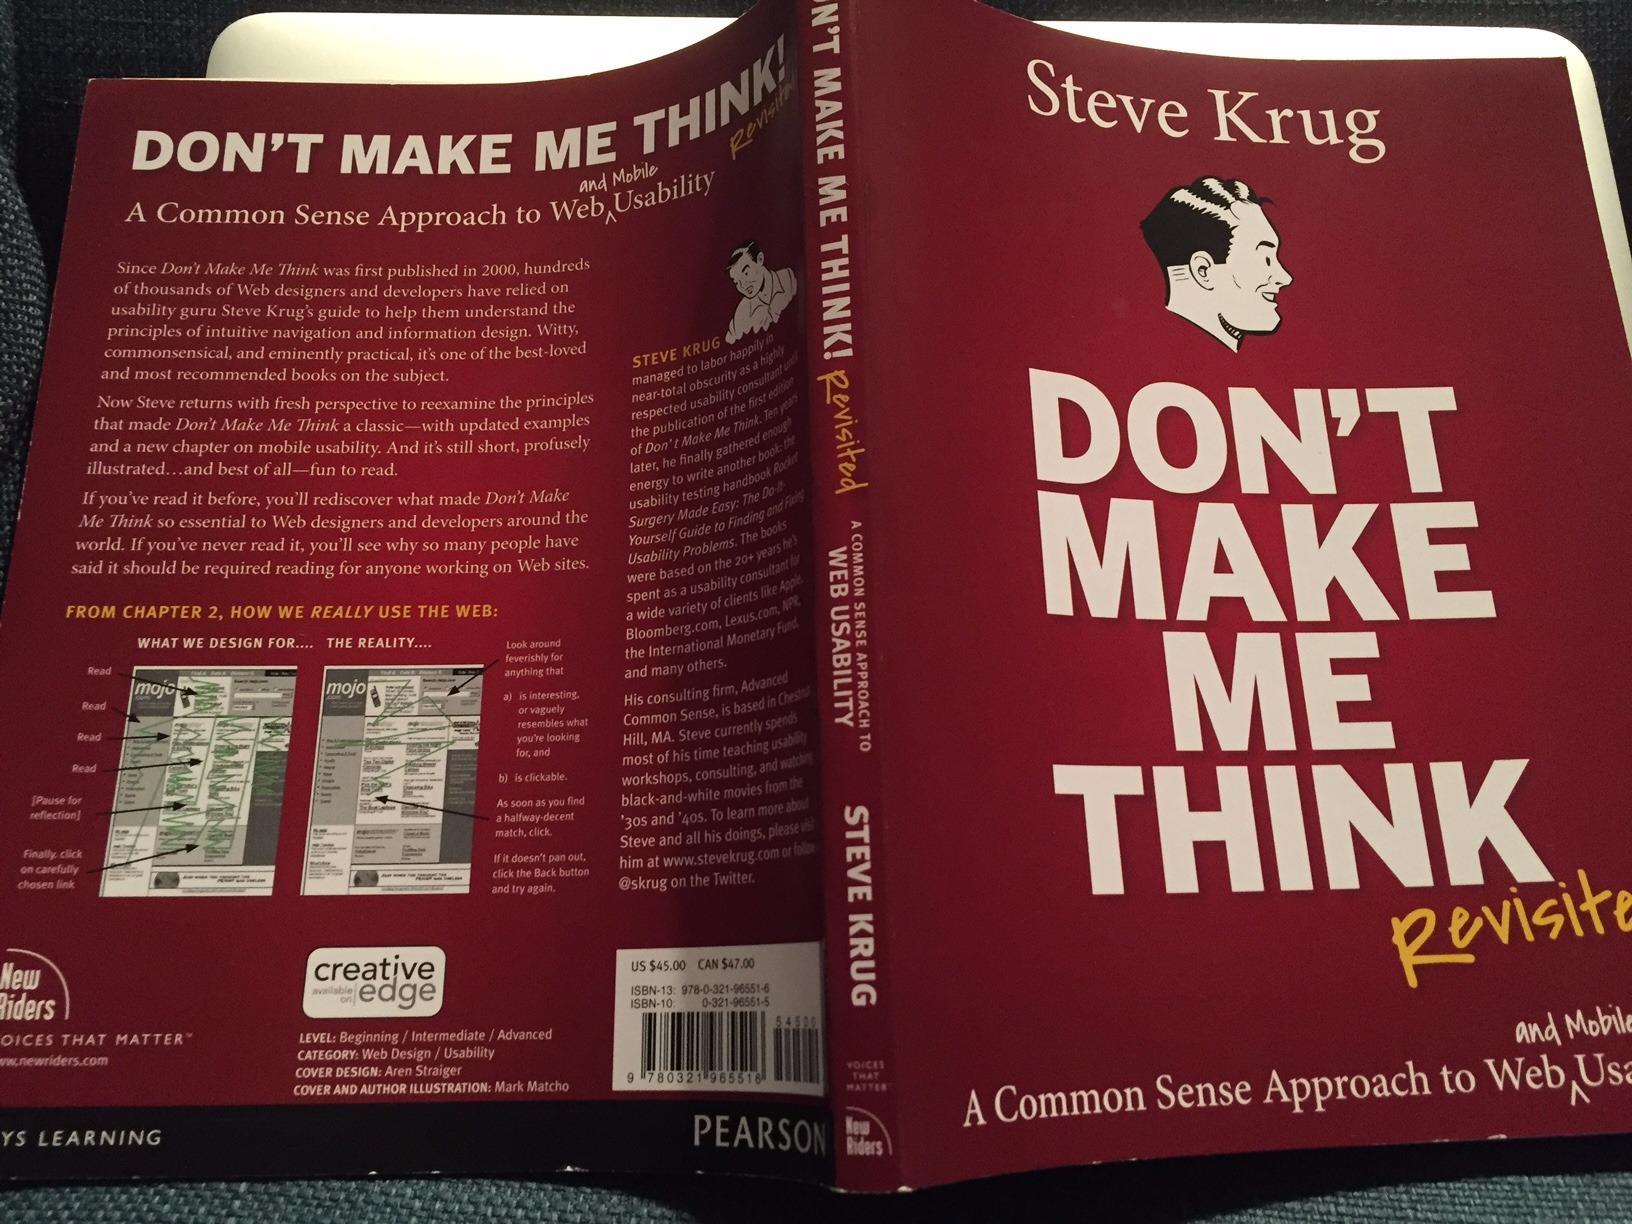 DON'T MAKE ME THINK!
Revisited
and Mobile
A Common Sense Approach to Web Usability
Since Don't Make Me Think was first published in 2000, hundreds
of thousands of Web designers and developers have relied on
usability guru Steve Krug's guide to help them understand the
principles of intuitive navigation and information design. Witty,
commonsensical, and eminently practical, it's one of the best-loved
and most recommended books on the subject.
Now Steve returns with fresh perspective to reexamine the principles
that made Don't Make Me Think a classic—with updated examples
and a new chapter on mobile usability. And it's still short, profusely
illustrated…and best of all—fun to read.
If you've read it before, you'll rediscover what made Don't Make
Me Think so essential to Web designers and developers around the
world. If you've never read it, you'll see why so many people have
said it should be required reading for anyone working on Web sites.
FROM CHAPTER 2, HOW WE REALLY USE THE WEB:
WHAT WE DESIGN FOR....
Read
Read
Read
Read
[Pause for
reflection]
Finally, click
on carefully
chosen link
mojo
THE REALITY....
mojo
Look around
feverishly for
anything that
a) is interesting,
or vaguely
resembles what
you're looking
for, and
b) is clickable.
As soon as you find
a halfway-decent
match, click.
If it doesn't pan out,
click the Back button
and try again.
STEVE KRUG
managed to labor happily in
near-total obscurity as a highly
respected usability consultant until
the publication of the first edition
of Don't Make Me Think. Ten years
later, he finally gathered enough
energy to write another book: the
usability testing handbook Rocket
Surgery Made Easy: The Do-It-
Yourself Guide to Finding and Fixing
Usability Problems. The books
were based on the 20+ years he's
spent as a usability consultant for
a wide variety of clients like Apple,
Bloomberg.com, Lexus.com, NPR,
the International Monetary Fund,
and many others.
His consulting firm, Advanced
Common Sense, is based in Chestnut
Hill, MA. Steve currently spends
most of his time teaching usability
workshops, consulting, and watching
black-and-white movies from the
'30s and '40s. To learn more about
Steve and all his doings, please visit
him at www.stevekrug.com or follow
@skrug on the Twitter.
New
Riders
OICES THAT MATTER™
www.newriders.com
creative
available on edge
LEVEL: Beginning / Intermediate / Advanced
CATEGORY: Web Design / Usability
COVER DESIGN: Aren Straiger
COVER AND AUTHOR ILLUSTRATION: Mark Matcho
US $45.00 CAN $47.00
ISBN-13: 978-0-321-96551-6
ISBN-10: 0-321-96551-5
54500
9 780321 965516
YS LEARNING
PEARSON
ON'T MAKE ME THINK! Revisited
A COMMON SENSE APPROACH TO
WEB USABILITY
STEVE KRUG
VOICES
THAT
MATTER™
New
Riders
Steve Krug
DON'T
MAKE
ME
THINK
Revisite
and Mobile
A Common Sense Approach to Web Usa